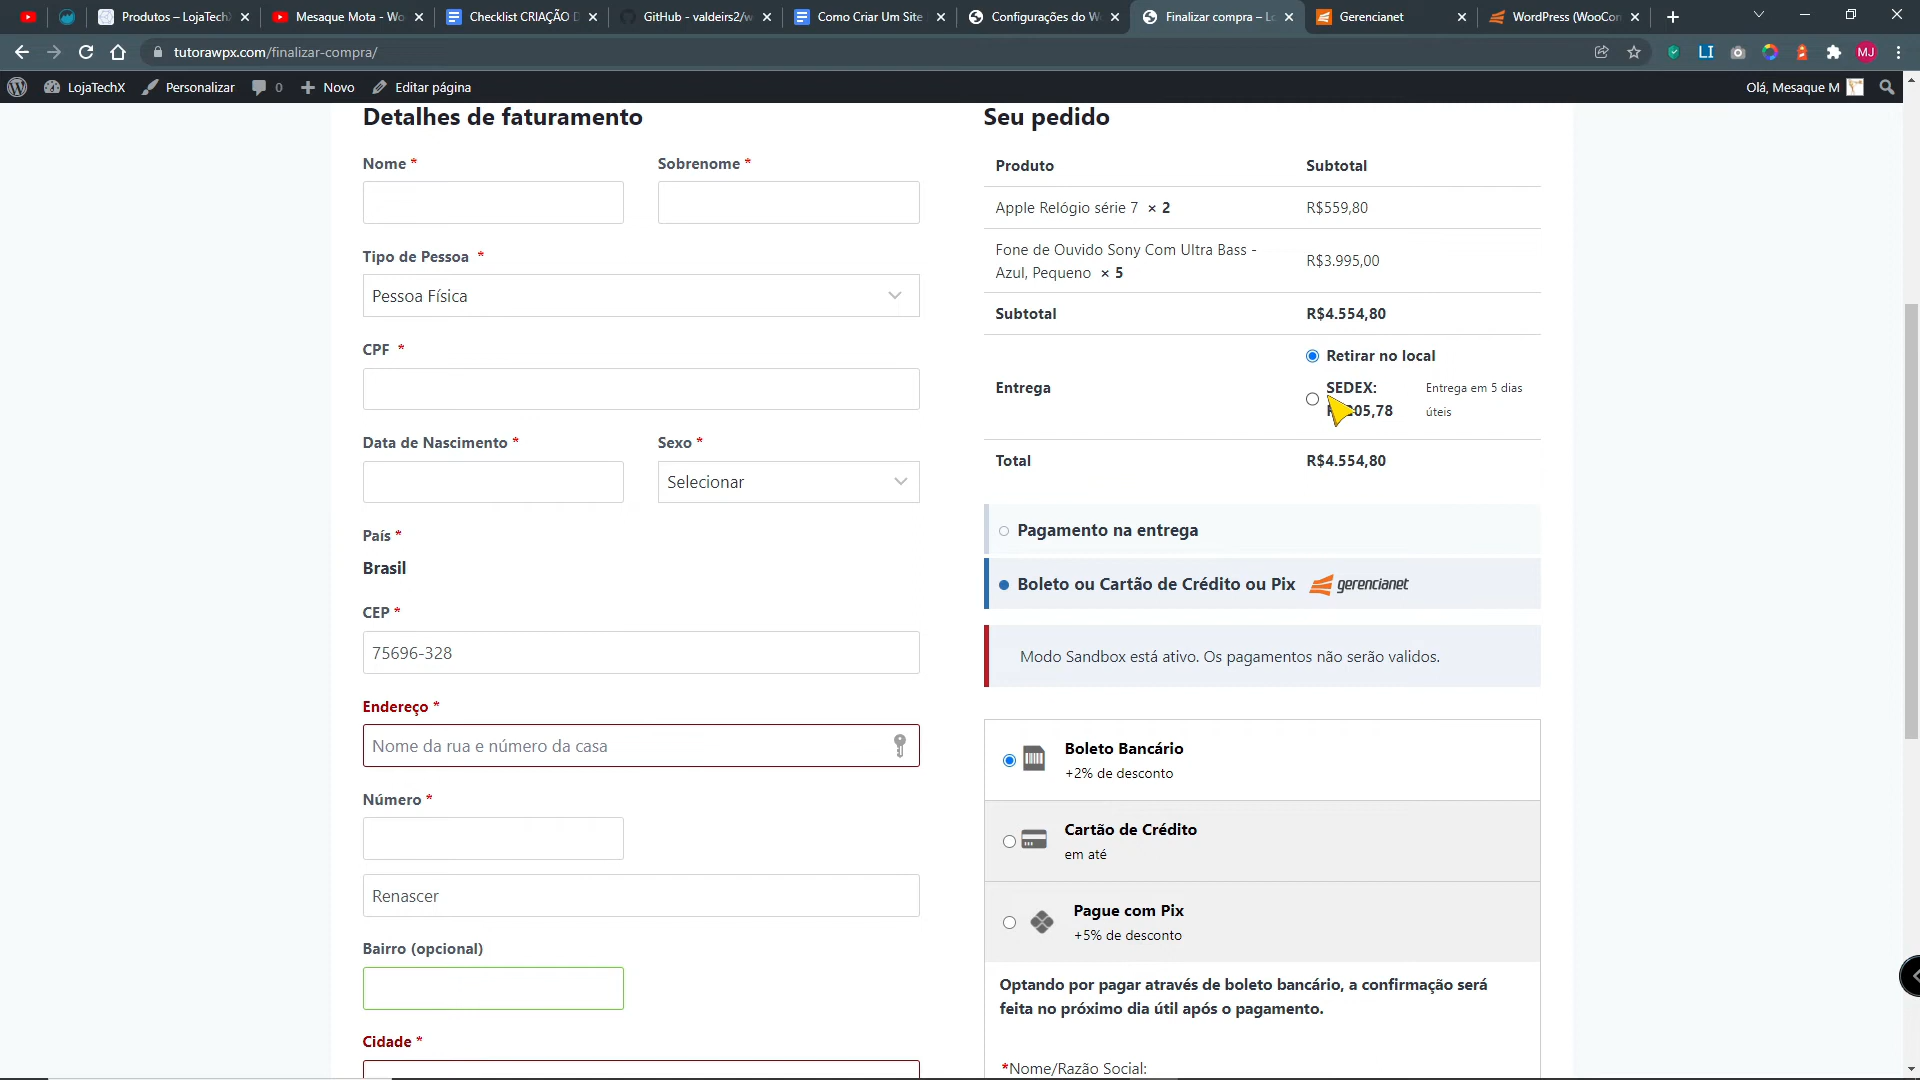 Produtos – LojaTech
Mesaque Mota - Wo
Checklist CRIAÇÃO D
GitHub - valdeirs2/w
Como Criar Um Site
Configurações do W
Finalizar compra – Lo
Gerencianet
WordPress (WooCon
tutorawpx.com/finalizar-compra/
LI
MJ
LojaTechX
Personalizar
0
Novo
Editar página
Olá, Mesaque M
Detalhes de faturamento
Nome *
Sobrenome *
Tipo de Pessoa *
Pessoa Física
CPF *
Data de Nascimento *
Sexo *
Selecionar
País *
Brasil
CEP *
75696-328
Endereço *
Nome da rua e número da casa
Número *
Renascer
Bairro (opcional)
Cidade *
Seu pedido
Produto
Subtotal
Apple Relógio série 7 × 2
R$559,80
Fone de Ouvido Sony Com Ultra Bass -
Azul, Pequeno × 5
R$3.995,00
Subtotal
R$4.554,80
Entrega
Retirar no local
SEDEX:
05,78
Entrega em 5 dias
úteis
Total
R$4.554,80
Pagamento na entrega
Boleto ou Cartão de Crédito ou Pix
gerencianet
Modo Sandbox está ativo. Os pagamentos não serão validos.
Boleto Bancário
+2% de desconto
Cartão de Crédito
em até
Pague com Pix
+5% de desconto
Optando por pagar através de boleto bancário, a confirmação será
feita no próximo dia útil após o pagamento.
*Nome/Razão Social: